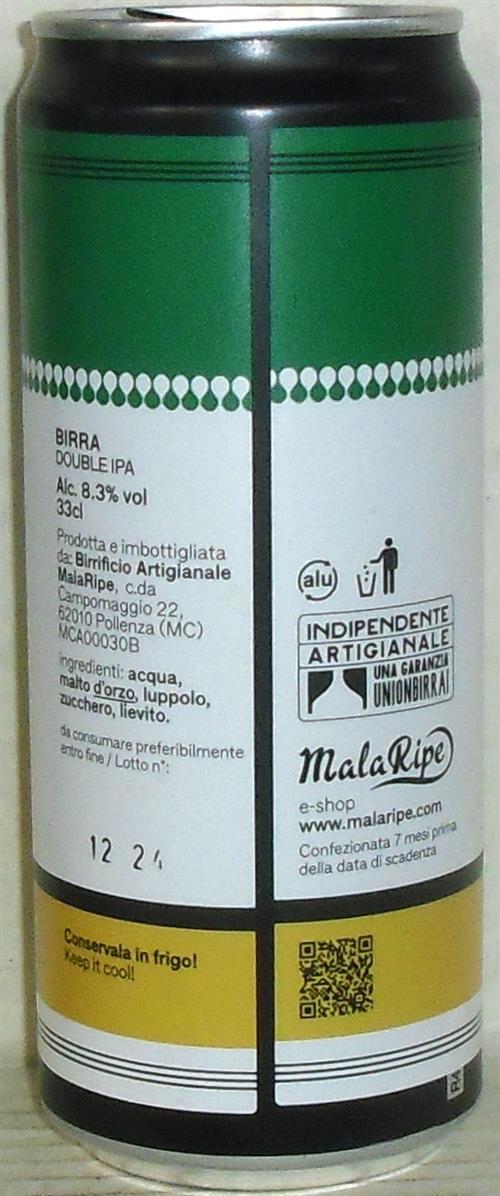 BIRRA
DOUBLE IPA
Alc. 8.3% vol
33cl
Prodotta e imbottigliata
da: Birrificio Artigianale
MalaRipe, c.da
Campomaggio 22,
62010 Pollenza (MC)
MCA00030B
ingredienti: acqua,
malto d'orzo, luppolo,
zucchero, lievito.
da consumare preferibilmente
entro fine / Lotto n°:
12 24
Conservala in frigo!
Keep it cool!
alu
INDIPENDENTE
ARTIGIANALE
UNA GARANZIA
UNIONBIRRAI
MalaRipe
e-shop
www.malaripe.com
Confezionata 7 mesi prima
della data di scadenza